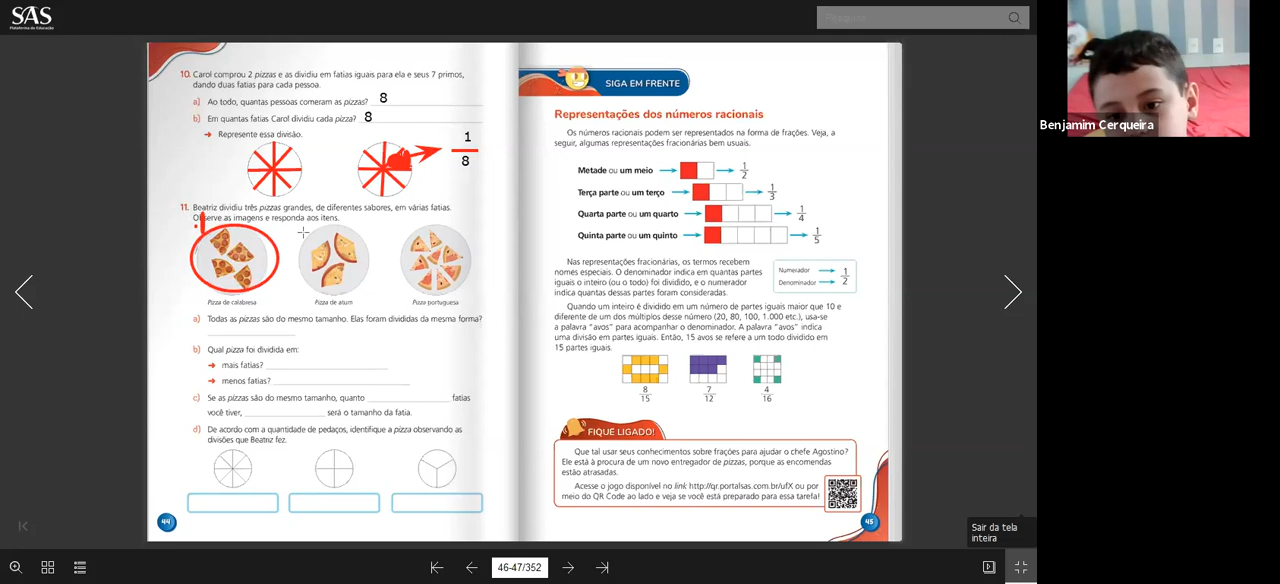 SAS
Plataforma de Educação
Pesquisar
Benjamim Cerqueira
10. Carol comprou 2 pizzas e as dividiu em fatias iguais para ela e seus 7 primos,
dando duas fatias para cada pessoa.
a) Ao todo, quantas pessoas comeram as pizzas? 8
b) Em quantas fatias Carol dividiu cada pizza? 8
➔ Represente essa divisão.
1
8
11. Beatriz dividiu três pizzas grandes, de diferentes sabores, em várias fatias.
Observe as imagens e responda aos itens.
Pizza de calabresa
Pizza de atum
Pizza portuguesa
a) Todas as pizzas são do mesmo tamanho. Elas foram divididas da mesma forma?
b) Qual pizza foi dividida em:
➔ mais fatias?
➔ menos fatias?
c) Se as pizzas são do mesmo tamanho, quanto ____ fatias
você tiver, ____ será o tamanho da fatia.
d) De acordo com a quantidade de pedaços, identifique a pizza observando as
divisões que Beatriz fez.
44
SIGA EM FRENTE
Representações dos números racionais
Os números racionais podem ser representados na forma de frações. Veja, a
seguir, algumas representações fracionárias bem usuais.
Metade ou um meio → 1/2
Terça parte ou um terço → 1/3
Quarta parte ou um quarto → 1/4
Quinta parte ou um quinto → 1/5
Nas representações fracionárias, os termos recebem
nomes especiais. O denominador indica em quantas partes
iguais o inteiro (ou o todo) foi dividido, e o numerador
indica quantas dessas partes foram consideradas.
Numerador → 1
Denominador → 2
Quando um inteiro é dividido em um número de partes iguais maior que 10 e
diferente de um dos múltiplos desse número (20, 80, 100, 1.000 etc.), usa-se
a palavra “avos” para acompanhar o denominador. A palavra “avos” indica
uma divisão em partes iguais. Então, 15 avos se refere a um todo dividido em
15 partes iguais.
8/15 7/12 4/16
FIQUE LIGADO!
Que tal usar seus conhecimentos sobre frações para ajudar o chefe Agostino?
Ele está à procura de um novo entregador de pizzas, porque as encomendas
estão atrasadas.
Acesse o jogo disponível no link http://qr.portalsas.com.br/ufX ou por
meio do QR Code ao lado e veja se você está preparado para essa tarefa!
45
Sair da tela
inteira
46-47/352